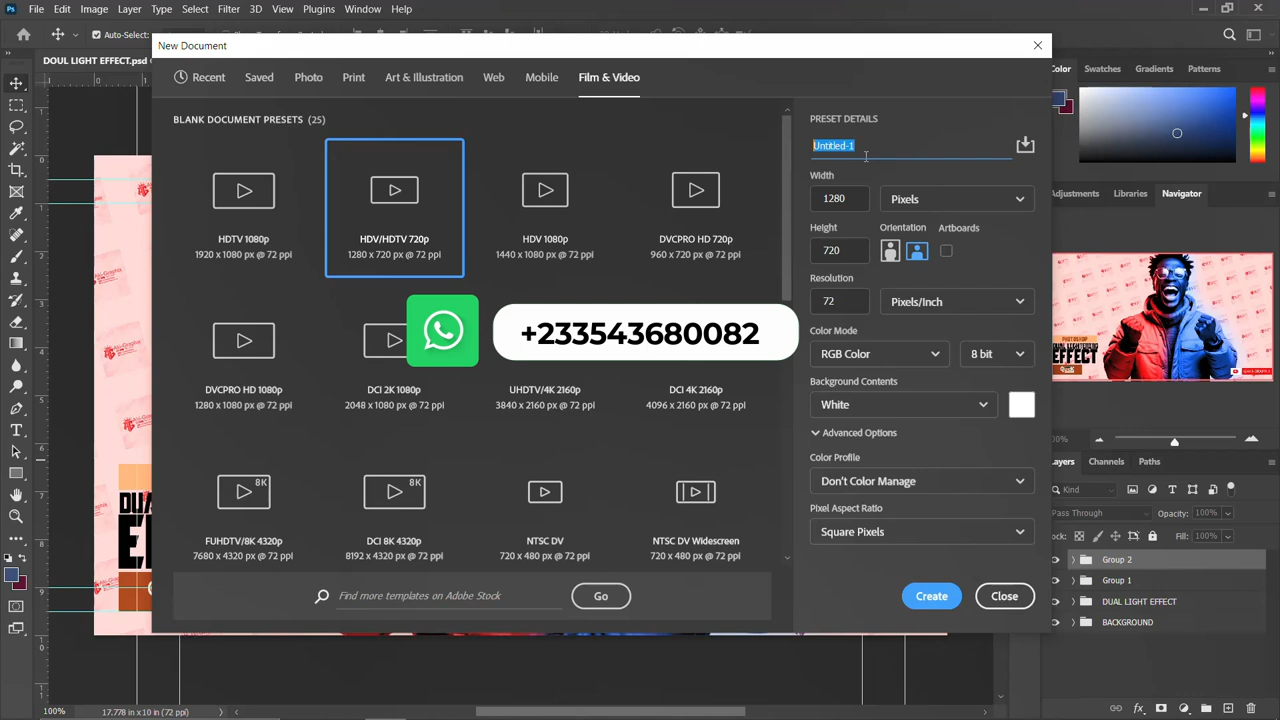 Ps File Edit Image Layer Type Select Filter 3D View Plugins Window Help
Auto-Select:
DOUL LIGHT EFFECT.psd
New Document
Recent Saved Photo Print Art & Illustration Web Mobile Film & Video
BLANK DOCUMENT PRESETS (25)
HDTV 1080p
1920 x 1080 px @ 72 ppi
HDV/HDTV 720p
1280 x 720 px @ 72 ppi
HDV 1080p
1440 x 1080 px @ 72 ppi
DVCPRO HD 720p
960 x 720 px @ 72 ppi
+233543680082
DVCPRO HD 1080p
1280 x 1080 px @ 72 ppi
DCI 2K 1080p
2048 x 1080 px @ 72 ppi
UHDTV/4K 2160p
3840 x 2160 px @ 72 ppi
DCI 4K 2160p
4096 x 2160 px @ 72 ppi
8K
FUHDTV/8K 4320p
7680 x 4320 px @ 72 ppi
8K
DCI 8K 4320p
8192 x 4320 px @ 72 ppi
NTSC DV
720 x 480 px @ 72 ppi
NTSC DV Widescreen
720 x 480 px @ 72 ppi
Find more templates on Adobe Stock
Go
PRESET DETAILS
Untitled-1
Width
1280 Pixels
Height Orientation Artboards
720
Resolution
72 Pixels/Inch
Color Mode
RGB Color 8 bit
Background Contents
White
Advanced Options
Color Profile
Don't Color Manage
Pixel Aspect Ratio
Square Pixels
Create Close
Color Swatches Gradients Patterns
Adjustments Libraries Navigator
EFFECT
Layers Channels Paths
Kind
Pass Through Opacity: 100%
Fill: 100%
Group 2
Group 1
DUAL LIGHT EFFECT
BACKGROUND
100% 17.778 in x 10 in (72 ppi)